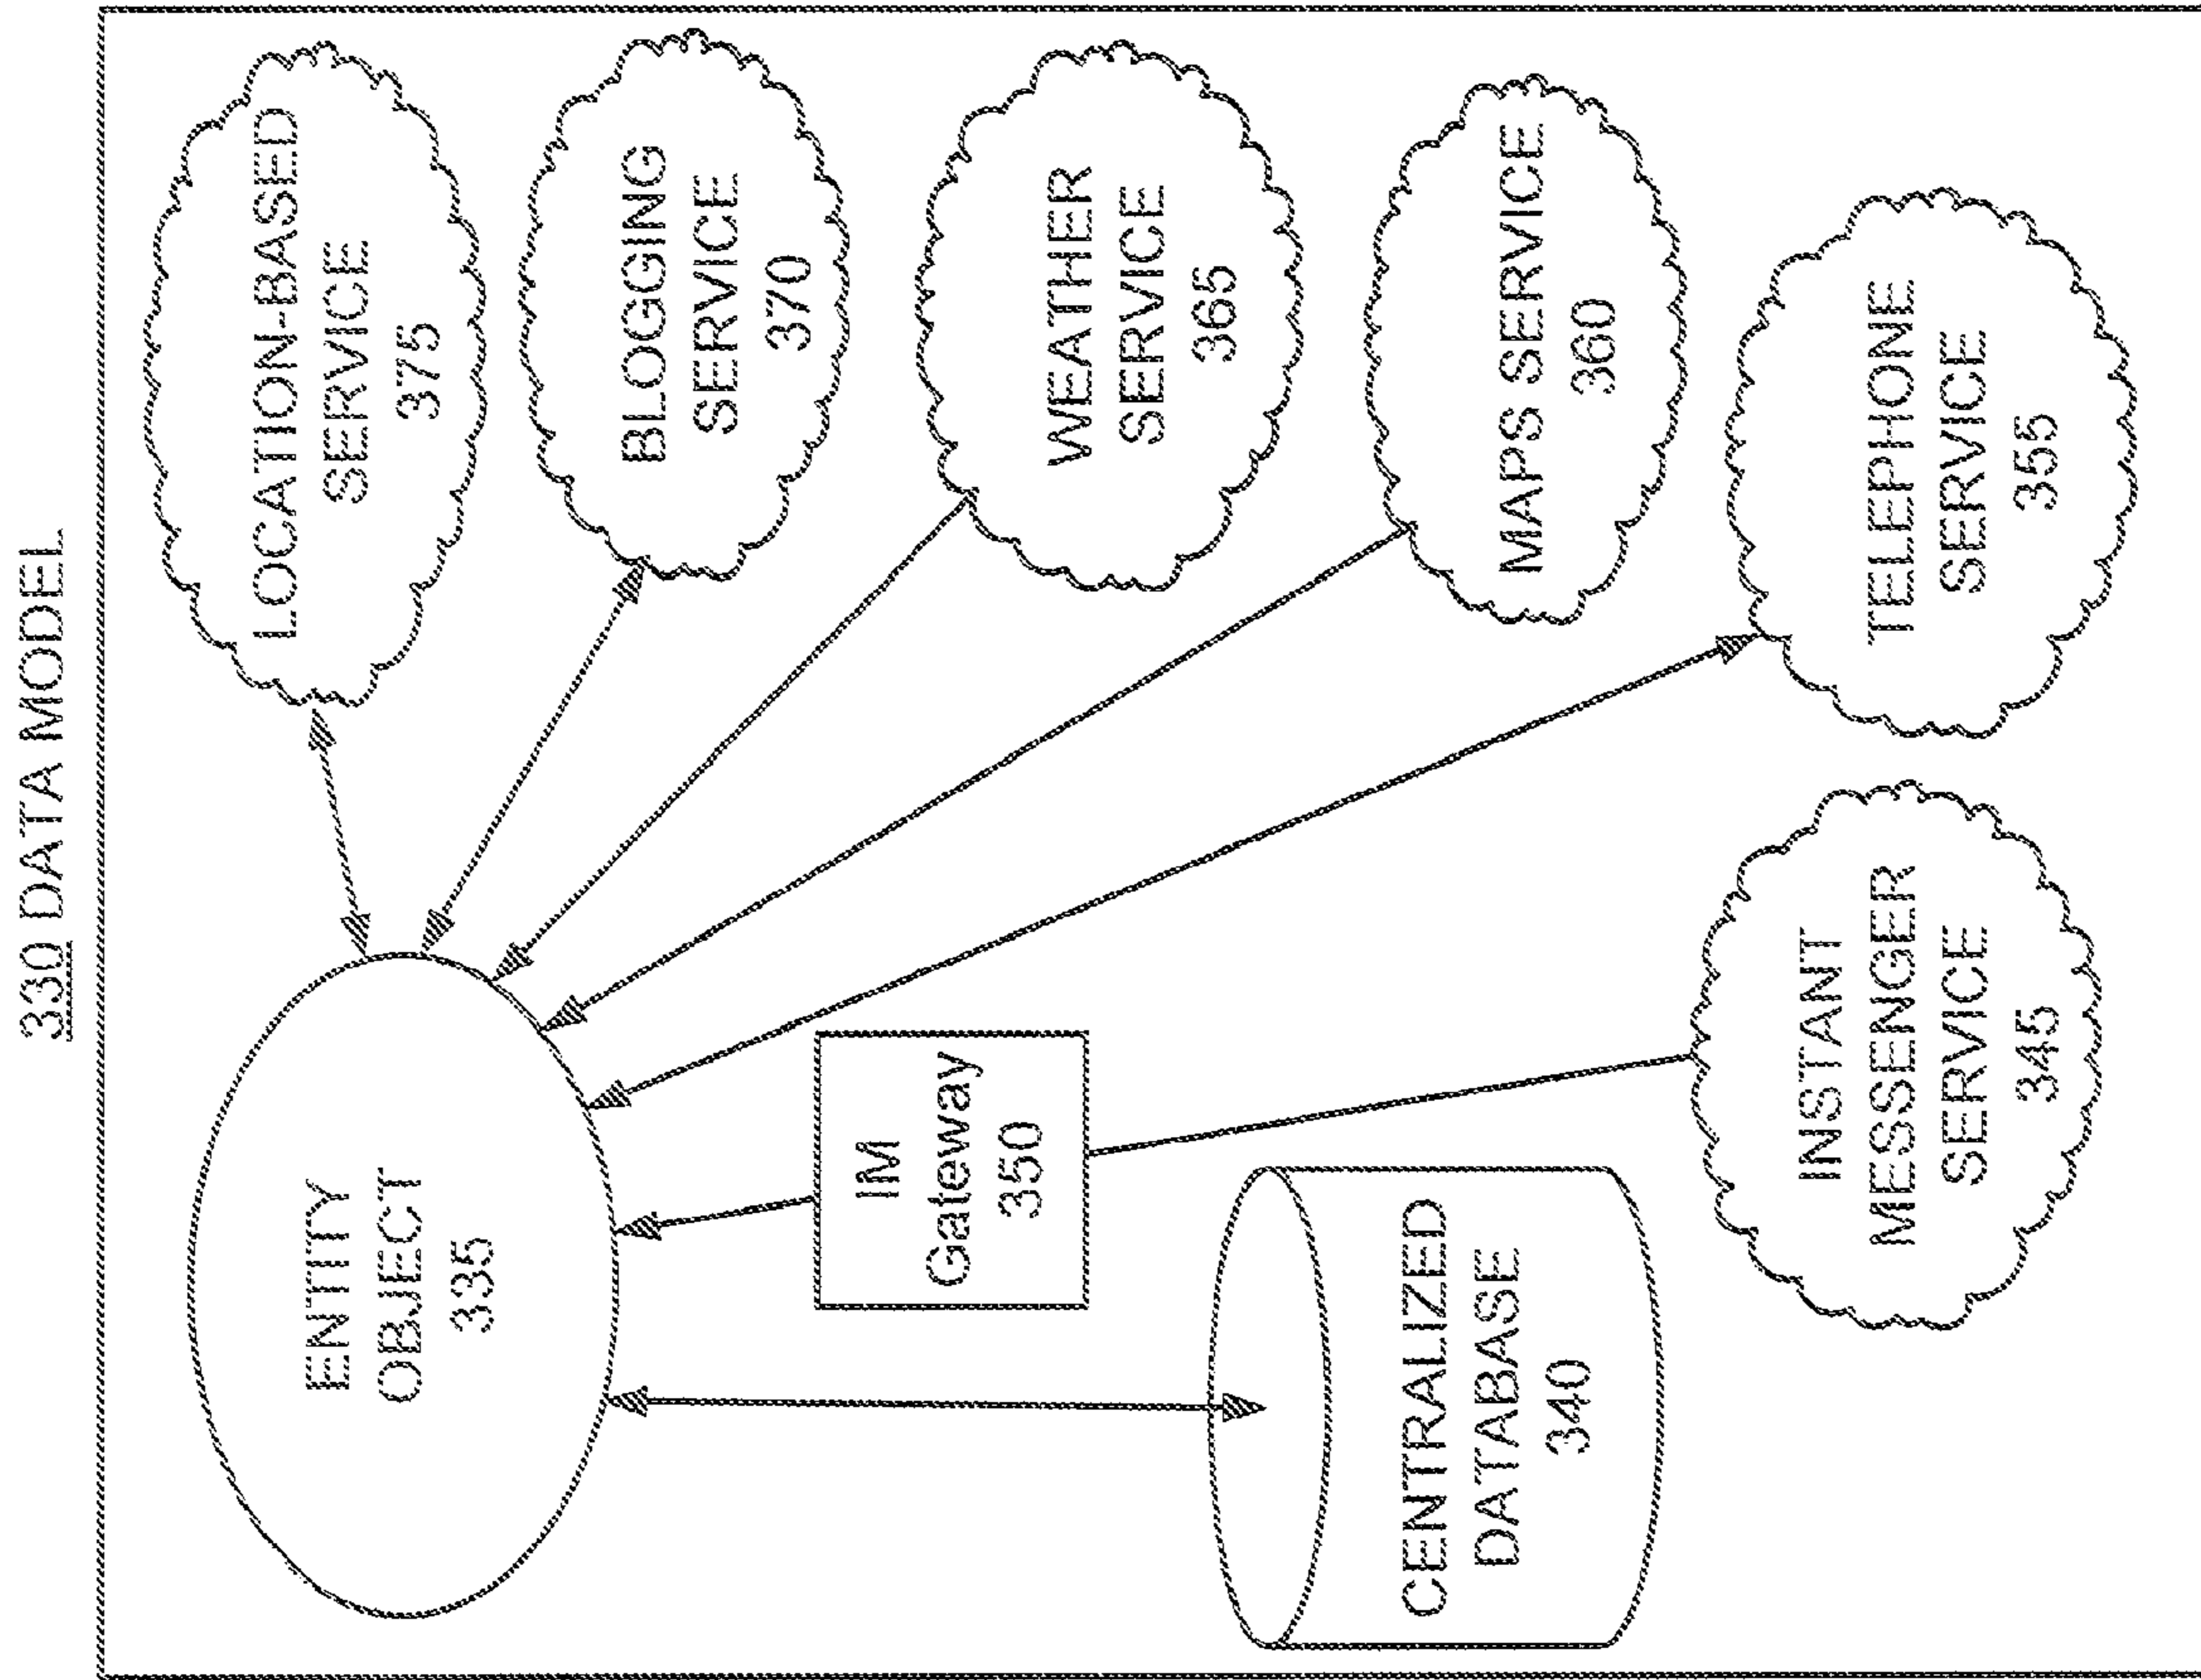 330 DATA MODEL
ENTITY
OBJECT
335
LOCATION-BASED
SERVICE
375
BLOGGING
SERVICE
370
WEATHER
SERVICE
365
MAPS SERVICE
360
TELEPHONE
SERVICE
355
IM
Gateway
350
CENTRALIZED
DATABASE
340
INSTANT
MESSENGER
SERVICE
345